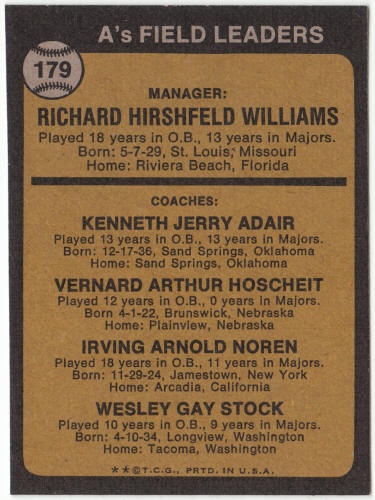 A's FIELD LEADERS
179
MANAGER:
RICHARD HIRSHFELD WILLIAMS
Played 18 years in O.B., 13 years in Majors.
Born: 5-7-29, St. Louis, Missouri
Home: Riviera Beach, Florida
COACHES:
KENNETH JERRY ADAIR
Played 13 years in O.B., 13 years in Majors.
Born: 12-17-36, Sand Springs, Oklahoma
Home: Sand Springs, Oklahoma
VERNARD ARTHUR HOSCHEIT
Played 12 years in O.B., 0 years in Majors.
Born 4-1-22, Brunswick, Nebraska
Home: Plainview, Nebraska
IRVING ARNOLD NOREN
Played 18 years in O.B., 11 years in Majors.
Born: 11-29-24, Jamestown, New York
Home: Arcadia, California
WESLEY GAY STOCK
Played 10 years in O.B., 9 years in Majors.
Born: 4-10-34, Longview, Washington
Home: Tacoma, Washington
**©T.C.G., PRTD. IN U.S.A.